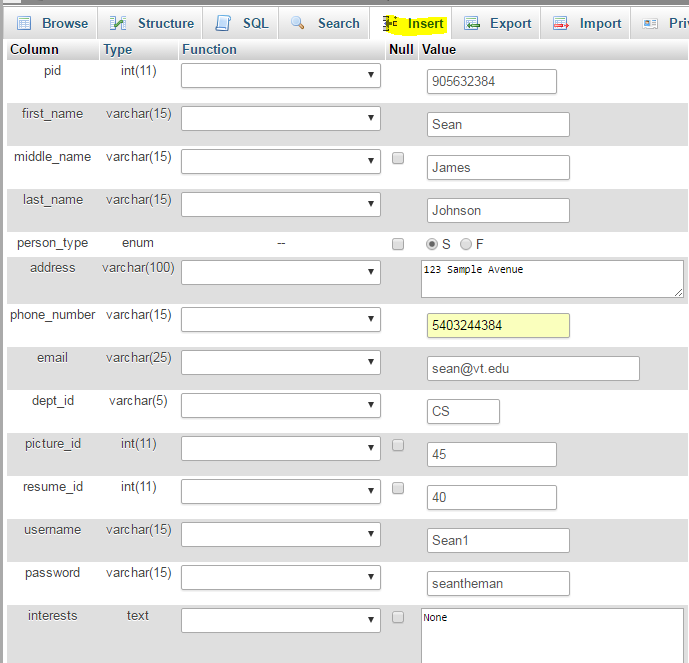 Browse Structure SQL Search Insert Export Import
Column Type Function Null Value
pid int(11) 905632384
first_name varchar(15) Sean
middle_name varchar(15) James
last_name varchar(15) Johnson
person_type enum -- S F
address varchar(100) 123 Sample Avenue
phone_number varchar(15) 5403244384
email varchar(25) sean@vt.edu
dept_id varchar(5) CS
picture_id int(11) 45
resume_id int(11) 40
username varchar(15) Sean1
password varchar(15) seantheman
interests text None